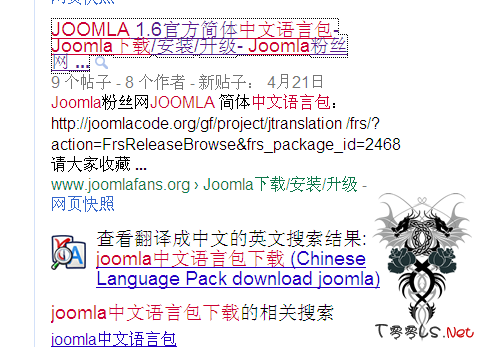 网页快照
JOOMLA 1.6官方简体中文语言包-
Joomla下载/安装/升级- Joomla粉丝
网 ...
9 个帖子 - 8 个作者 - 新贴子： 4月21日
Joomla粉丝网JOOMLA 简体中文语言包：
http://joomlacode.org/gf/project/jtranslation /frs/?
action=FrsReleaseBrowse&frs_package_id=2468
请大家收藏 ...
www.joomlafans.org › Joomla下载/安装/升级 -
网页快照
查看翻译成中文的英文搜索结果:
joomla中文语言包下载 (Chinese
Language Pack download joomla)
joomla中文语言包下载的相关搜索
joomla中文语言包